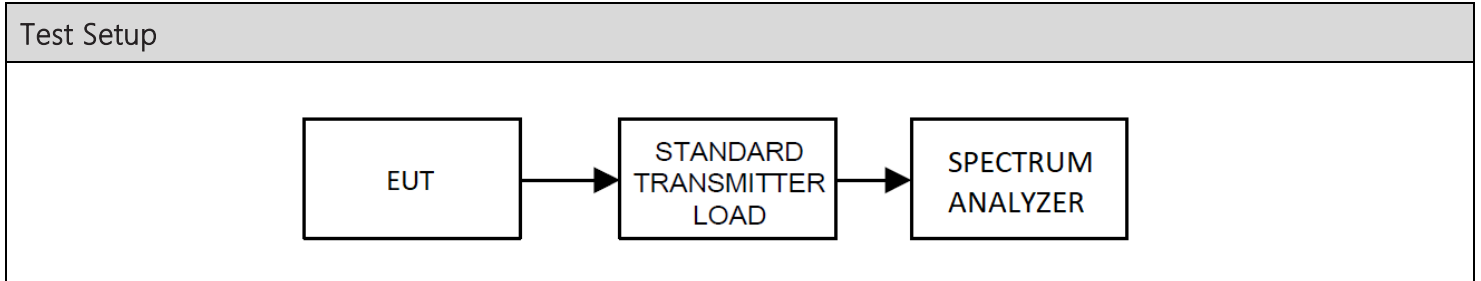 Test Setup
EUT
STANDARD
TRANSMITTER
LOAD
SPECTRUM
ANALYZER